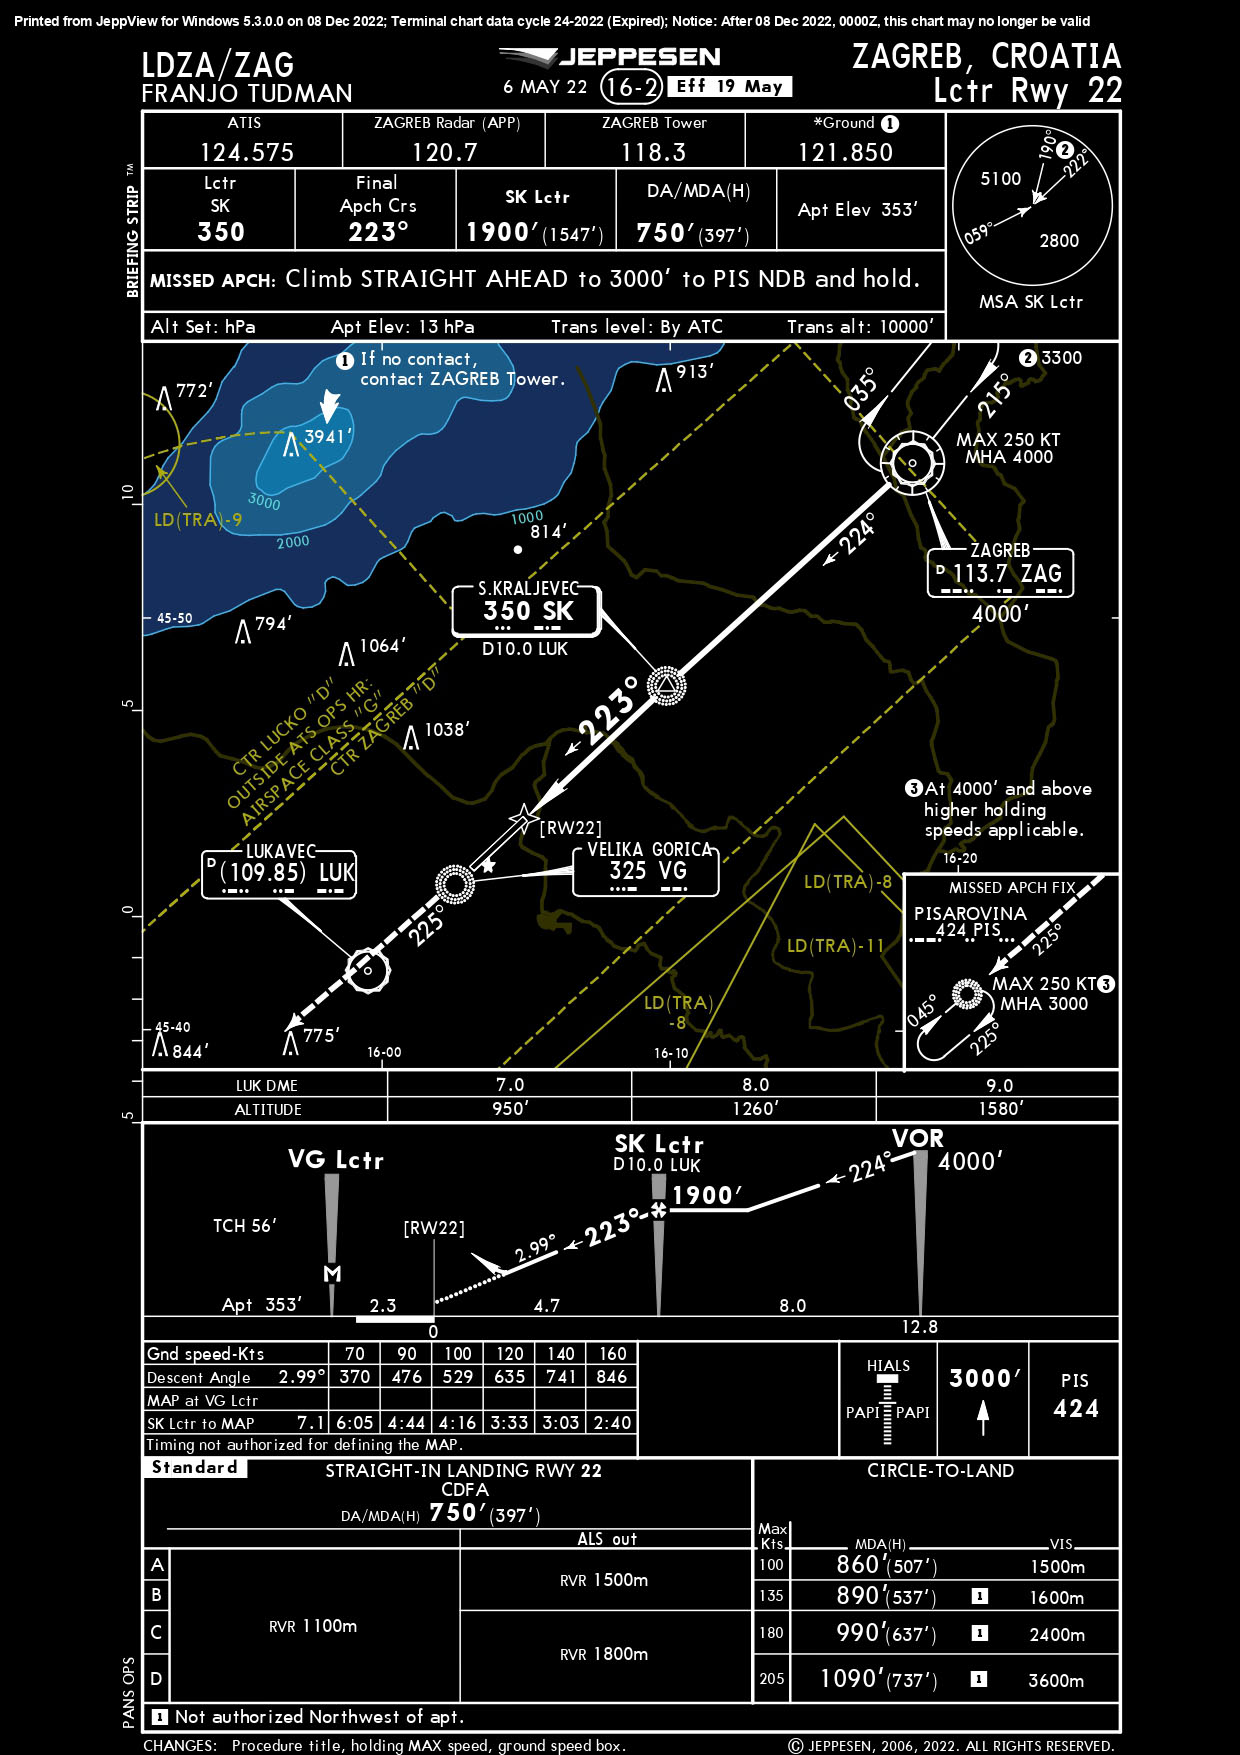 Printed from JeppView for Windows 5.3.0.0 on 08 Dec 2022; Terminal chart data cycle 24-2022 (Expired); Notice: After 08 Dec 2022, 0000Z, this chart may no longer be valid
LDZA/ZAG
FRANJO TUDMAN
JEPPESEN
6 MAY 22 16-2 Eff 19 May
ZAGREB, CROATIA
Lctr Rwy 22
BRIEFING STRIP ™
ATIS
124.575
ZAGREB Radar (APP)
120.7
ZAGREB Tower
118.3
*Ground 1
121.850
Lctr
SK
350
Final
Apch Crs
223°
SK Lctr
1900' (1547')
DA/MDA(H)
750' (397')
Apt Elev 353'
MISSED APCH: Climb STRAIGHT AHEAD to 3000' to PIS NDB and hold.
Alt Set: hPa Apt Elev: 13 hPa Trans level: By ATC Trans alt: 10000'
190° 2
222°
5100
059°
2800
MSA SK Lctr
1 If no contact,
contact ZAGREB Tower.
772'
913'
3941'
LD(TRA)-9
3000
2000
1000
814'
035°
215°
2 3300
MAX 250 KT
MHA 4000
224°
ZAGREB
D 113.7 ZAG
4000'
S.KRALJEVEC
350 SK
D10.0 LUK
10
45-50
794'
1064'
1038'
5
223°
CTR LUCKO "D"
OUTSIDE ATS OPS HR:
AIRSPACE CLASS "G"
CTR ZAGREB "D"
[RW22]
VELIKA GORICA
325 VG
LUKAVEC
D (109.85) LUK
225°
0
3 At 4000' and above
higher holding
speeds applicable.
LD(TRA)-8
LD(TRA)-11
LD(TRA)
-8
16-20
MISSED APCH FIX
PISAROVINA
424 PIS
225°
MAX 250 KT 3
MHA 3000
045°
225°
45-40
844'
775'
16-00
16-10
5
LUK DME 7.0 8.0 9.0
ALTITUDE 950' 1260' 1580'
VG Lctr
SK Lctr
D10.0 LUK
VOR
4000'
224°
1900'
223°
2.99°
[RW22]
TCH 56'
M
Apt 353'
2.3
4.7
8.0
0
12.8
Gnd speed-Kts 70 90 100 120 140 160
Descent Angle 2.99° 370 476 529 635 741 846
MAP at VG Lctr
SK Lctr to MAP 7.1 6:05 4:44 4:16 3:33 3:03 2:40
Timing not authorized for defining the MAP.
HIALS
PAPI PAPI
3000'
PIS
424
Standard
STRAIGHT-IN LANDING RWY 22
CDFA
DA/MDA(H) 750' (397')
ALS out
A
B
C
D
RVR 1100m
RVR 1500m
RVR 1800m
CIRCLE-TO-LAND
Max
Kts MDA(H) VIS
100 860' (507') 1500m
135 890' (537') 1 1600m
180 990' (637') 1 2400m
205 1090' (737') 1 3600m
PANS OPS
1 Not authorized Northwest of apt.
CHANGES: Procedure title, holding MAX speed, ground speed box.
© JEPPESEN, 2006, 2022. ALL RIGHTS RESERVED.